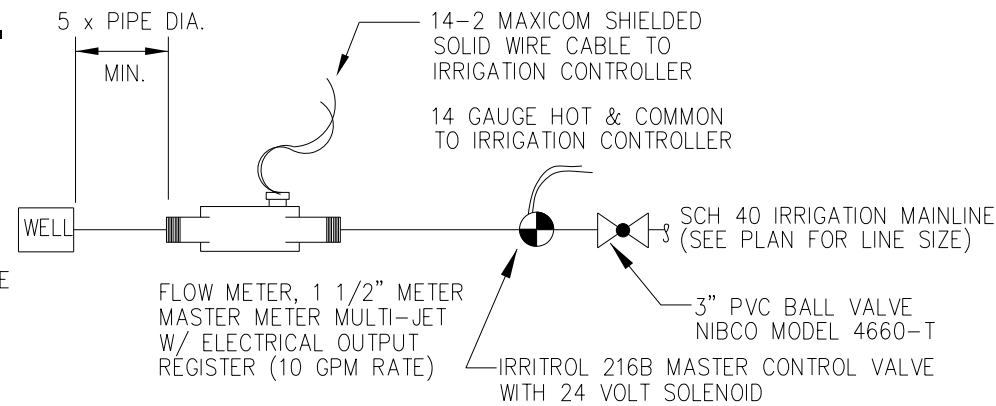 5 x PIPE DIA.
MIN.
14-2 MAXICOM SHIELDED
SOLID WIRE CABLE TO
IRRIGATION CONTROLLER
14 GAUGE HOT & COMMON
TO IRRIGATION CONTROLLER
WELL
SCH 40 IRRIGATION MAINLINE
(SEE PLAN FOR LINE SIZE)
E
FLOW METER, 1 1/2" METER
MASTER METER MULTI-JET
W/ ELECTRICAL OUTPUT
REGISTER (10 GPM RATE)
3" PVC BALL VALVE
NIBCO MODEL 4660-T
IRRITROL 216B MASTER CONTROL VALVE
WITH 24 VOLT SOLENOID